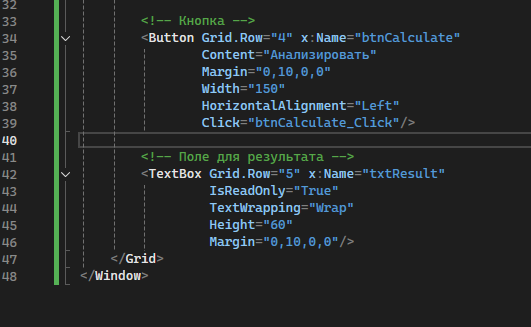 32
33 <!-- Кнопка -->
34 <Button Grid.Row="4" x:Name="btnCalculate"
35 Content="Анализировать"
36 Margin="0,10,0,0"
37 Width="150"
38 HorizontalAlignment="Left"
39 Click="btnCalculate_Click"/>
40
41 <!-- Поле для результата -->
42 <TextBox Grid.Row="5" x:Name="txtResult"
43 IsReadOnly="True"
44 TextWrapping="Wrap"
45 Height="60"
46 Margin="0,10,0,0"/>
47 </Grid>
48 </Window>